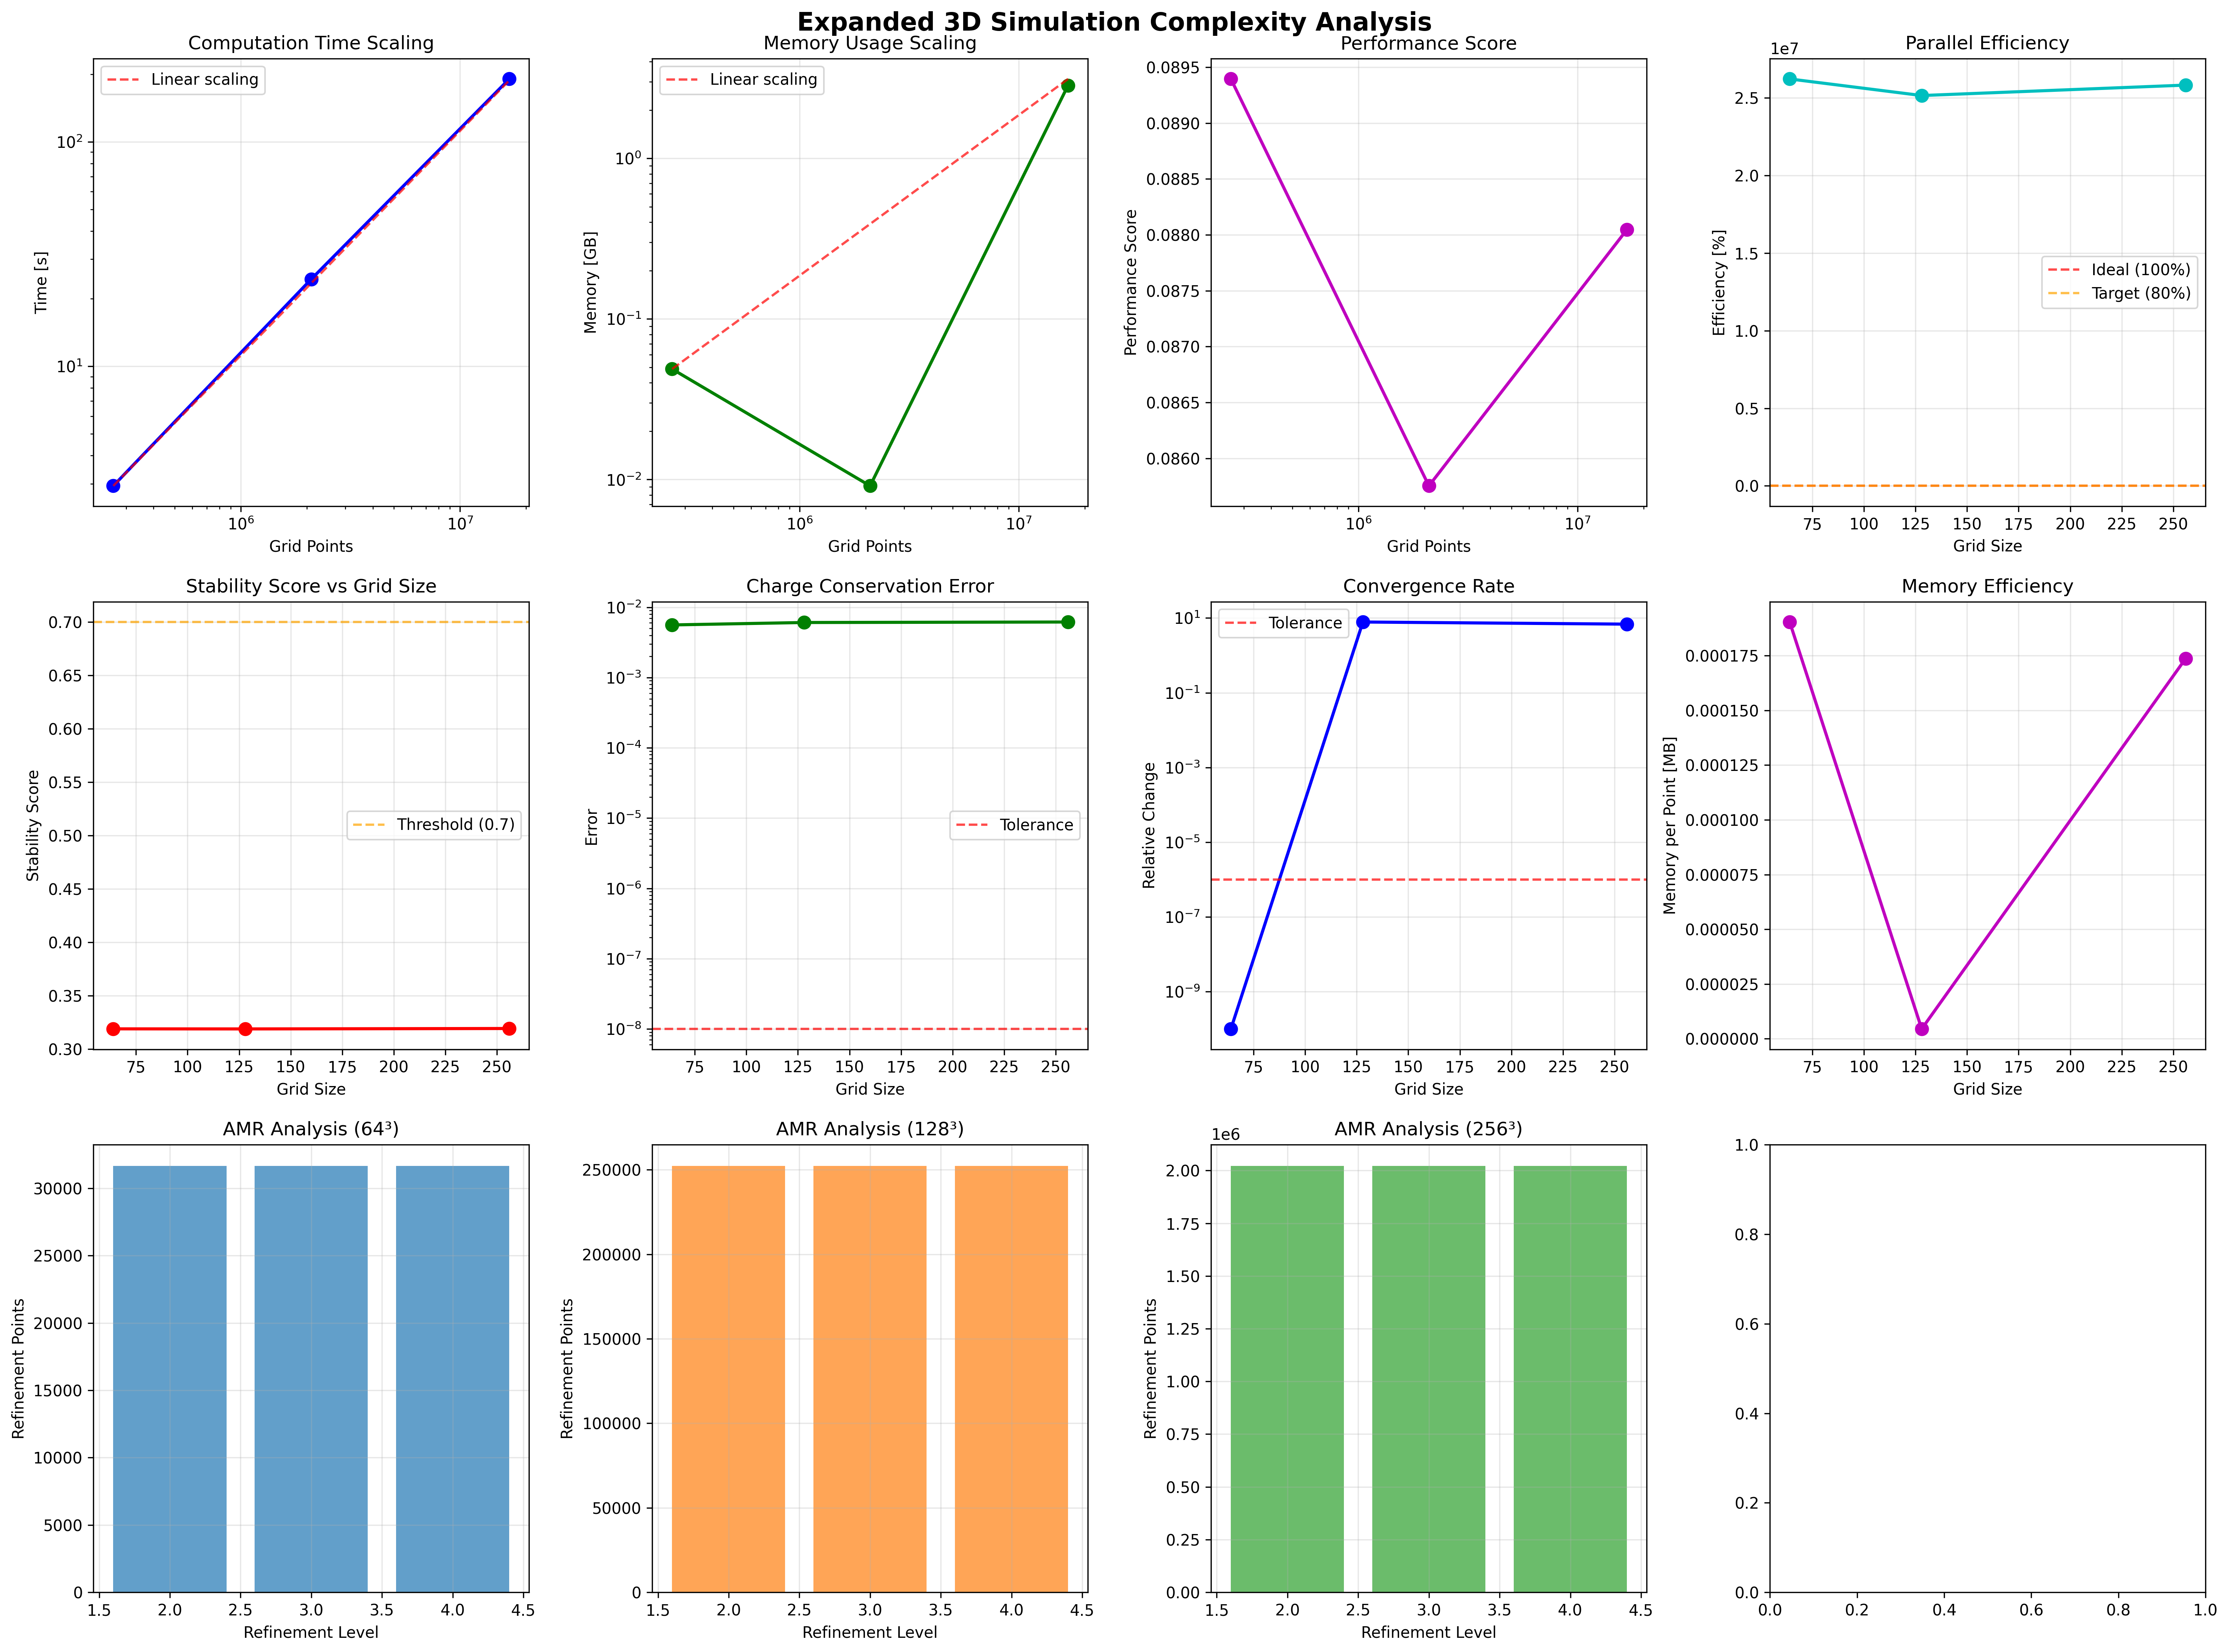 Expanded 3D Simulation Complexity Analysis
Computation Time Scaling
Linear scaling
10²
10¹
Time [s]
10⁶
10⁷
Grid Points
Memory Usage Scaling
Linear scaling
10⁰
10⁻¹
10⁻²
Memory [GB]
10⁶
10⁷
Grid Points
Performance Score
0.0895
0.0890
0.0885
0.0880
0.0875
0.0870
0.0865
0.0860
Performance Score
10⁶
10⁷
Grid Points
Parallel Efficiency
1e7
2.5
2.0
1.5
1.0
0.5
0.0
Efficiency [%]
Ideal (100%)
Target (80%)
75 100 125 150 175 200 225 250
Grid Size
Stability Score vs Grid Size
0.70
0.65
0.60
0.55
0.50
0.45
0.40
0.35
0.30
Stability Score
Threshold (0.7)
75 100 125 150 175 200 225 250
Grid Size
Charge Conservation Error
10⁻²
10⁻³
10⁻⁴
10⁻⁵
10⁻⁶
10⁻⁷
10⁻⁸
Error
Tolerance
75 100 125 150 175 200 225 250
Grid Size
Convergence Rate
Tolerance
10¹
10⁻¹
10⁻³
10⁻⁵
10⁻⁷
10⁻⁹
Relative Change
75 100 125 150 175 200 225 250
Grid Size
Memory Efficiency
0.000175
0.000150
0.000125
0.000100
0.000075
0.000050
0.000025
0.000000
Memory per Point [MB]
75 100 125 150 175 200 225 250
Grid Size
AMR Analysis (64³)
30000
25000
20000
15000
10000
5000
0
Refinement Points
1.5 2.0 2.5 3.0 3.5 4.0 4.5
Refinement Level
AMR Analysis (128³)
250000
200000
150000
100000
50000
0
Refinement Points
1.5 2.0 2.5 3.0 3.5 4.0 4.5
Refinement Level
AMR Analysis (256³)
1e6
2.00
1.75
1.50
1.25
1.00
0.75
0.50
0.25
0.00
Refinement Points
1.5 2.0 2.5 3.0 3.5 4.0 4.5
Refinement Level
1.0
0.8
0.6
0.4
0.2
0.0
0.0 0.2 0.4 0.6 0.8 1.0